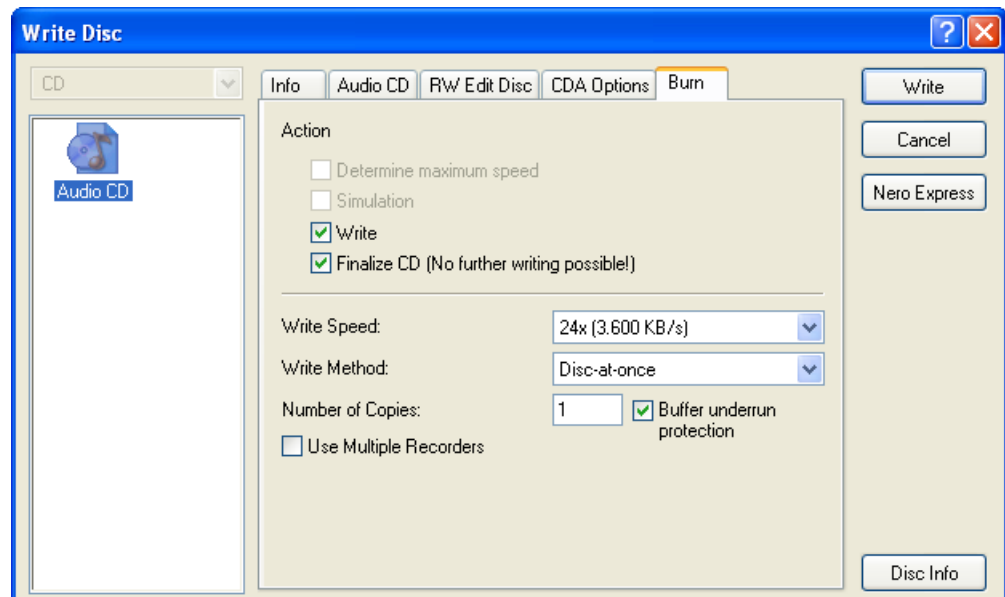 Write Disc
CD
Audio CD
Info
Audio CD
RW Edit Disc
CDA Options
Burn
Action
Determine maximum speed
Simulation
Write
Finalize CD (No further writing possible!)
Write Speed:
24x (3.600 KB/s)
Write Method:
Disc-at-once
Number of Copies:
1
Buffer underrun
protection
Use Multiple Recorders
Write
Cancel
Nero Express
Disc Info